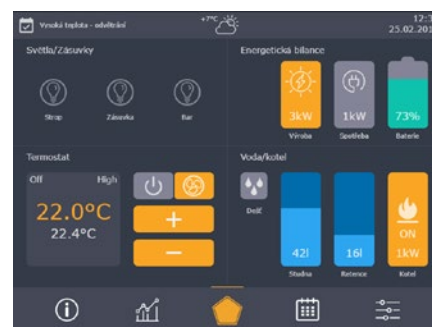 Vysoká teplota - odvětrání
+7°C
12:3
25.02.201
Světla/Zásuvky
Strop
Zásuvka
Bar
Energetická bilance
3kW
1kW
73%
Výroba
Spotřeba
Baterie
Termostat
Off
High
22.0°C
22.4°C
Voda/kotel
Dešť
42l
16l
ON
1kW
Studna
Retence
Kotel